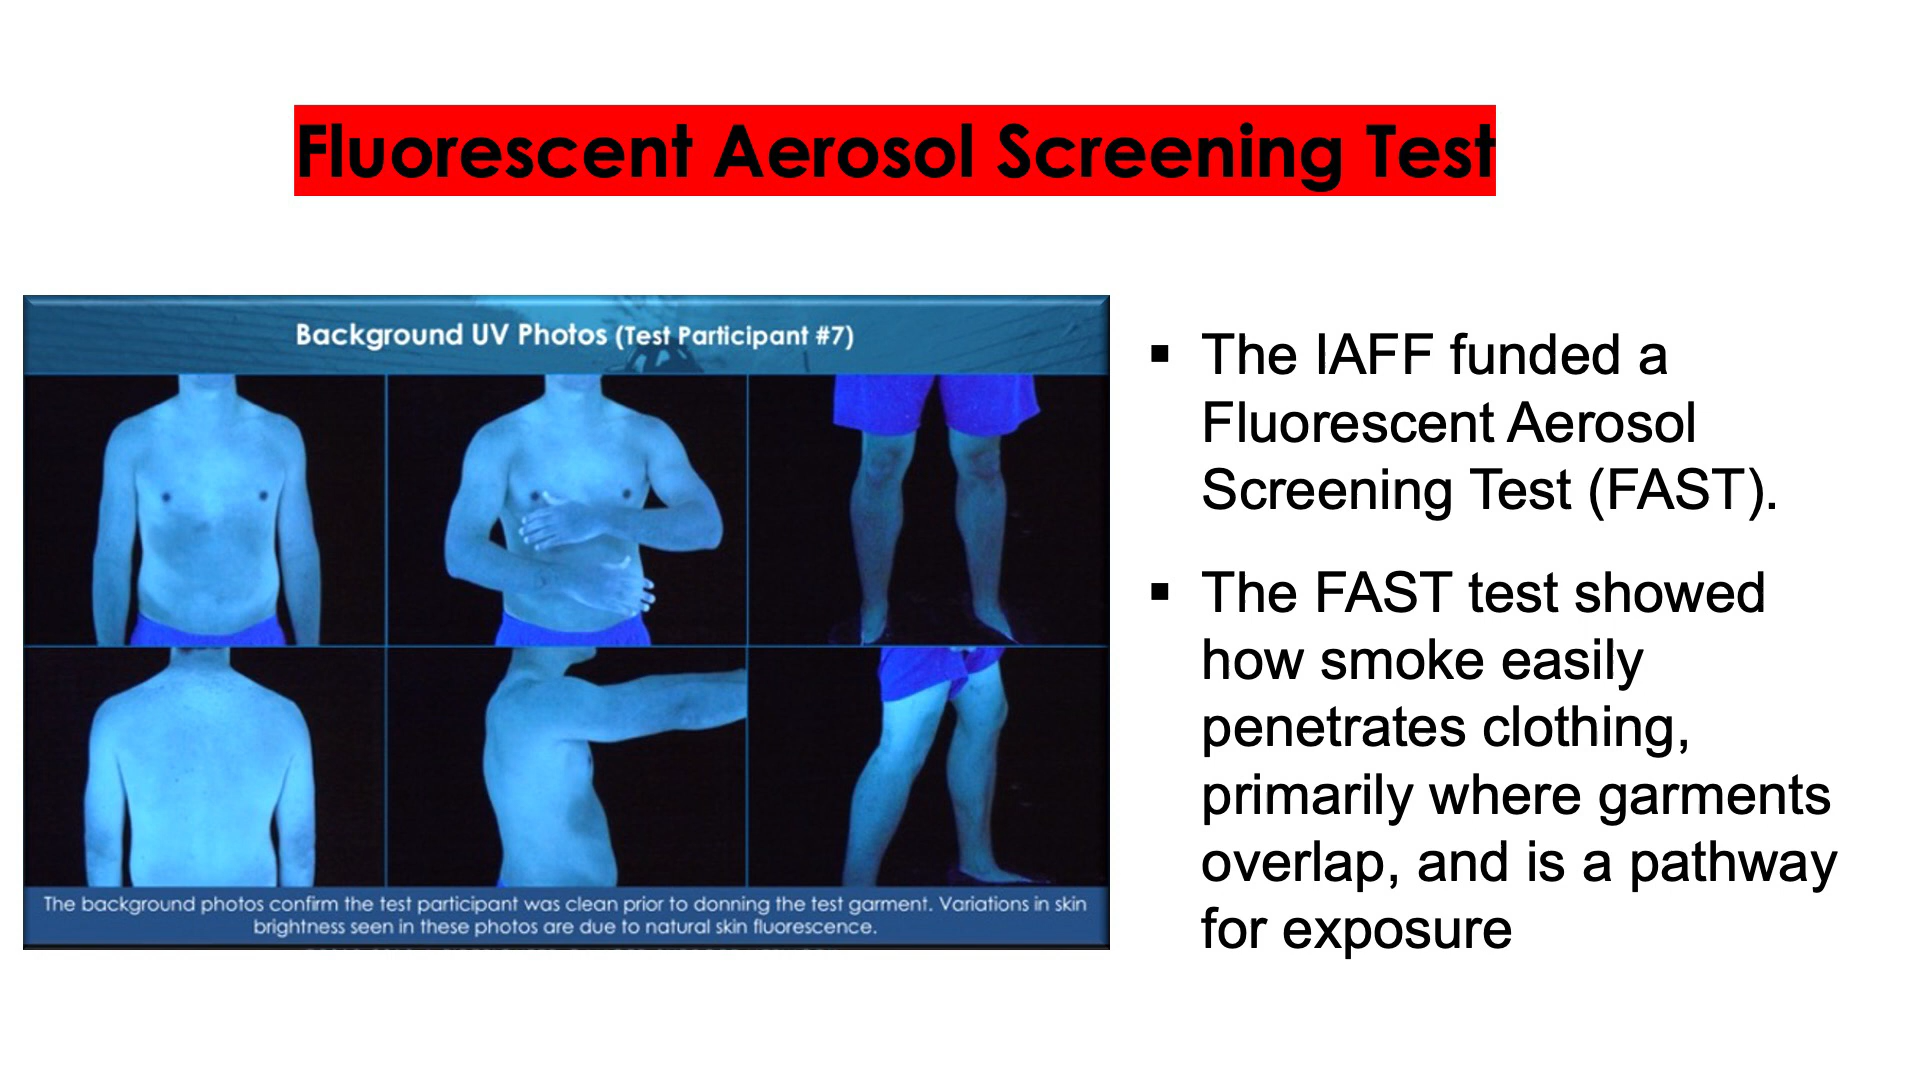 Fluorescent Aerosol Screening Test
Background UV Photos (Test Participant #7)
The background photos confirm the test participant was clean prior to donning the test garment. Variations in skin
brightness seen in these photos are due to natural skin fluorescence.
▪ The IAFF funded a
Fluorescent Aerosol
Screening Test (FAST).
▪ The FAST test showed
how smoke easily
penetrates clothing,
primarily where garments
overlap, and is a pathway
for exposure